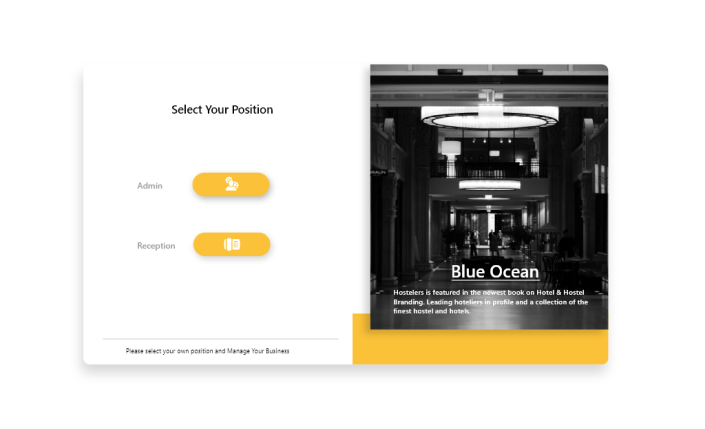 Select Your Position
Admin
Reception
Please select your own position and Manage Your Business
Blue Ocean
Hostelers is featured in the newest book on Hotel & Hostel
Branding. Leading hoteliers in profile and a collection of the
finest hostel and hotels.